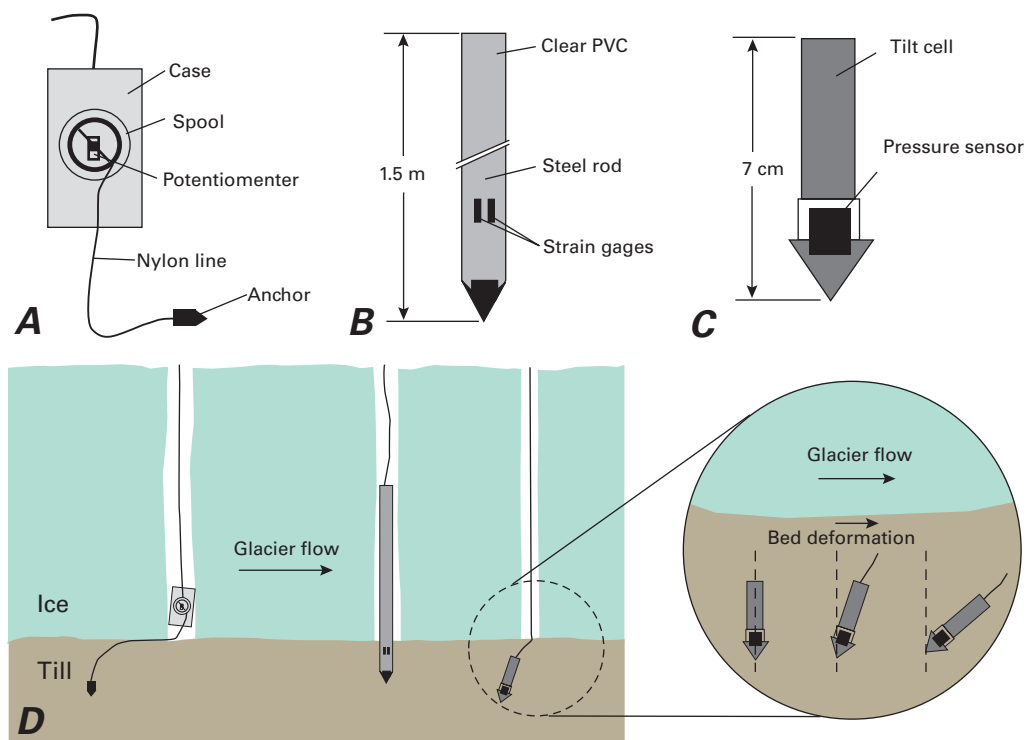 Case
Spool
Potentiomenter
Nylon line
Anchor
A
Clear PVC
1.5 m
Steel rod
Strain gages
B
Tilt cell
Pressure sensor
7 cm
C
Glacier flow
Ice
Till
D
Glacier flow
Bed deformation